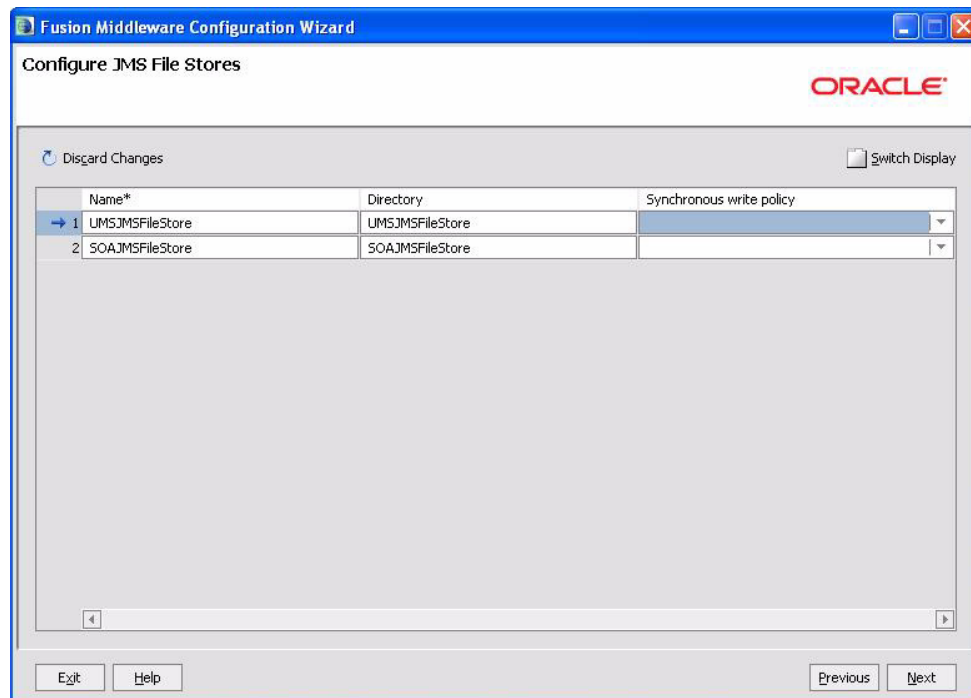 Fusion Middleware Configuration Wizard
Configure JMS File Stores
ORACLE
Discard Changes
Switch Display
Name* Directory Synchronous write policy
1 UMSJMSFileStore UMSJMSFileStore
2 SOAJMSFileStore SOAJMSFileStore
Exit Help Previous Next